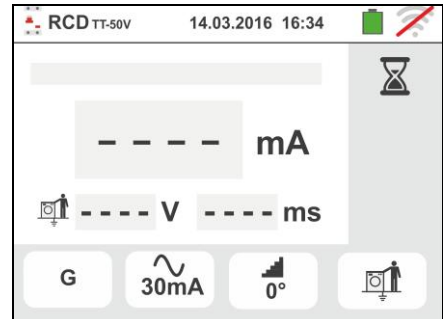 RCD TT-50V 14.03.2016 16:34
- - - - mA
- - - - V - - - - ms
G 30mA 0°